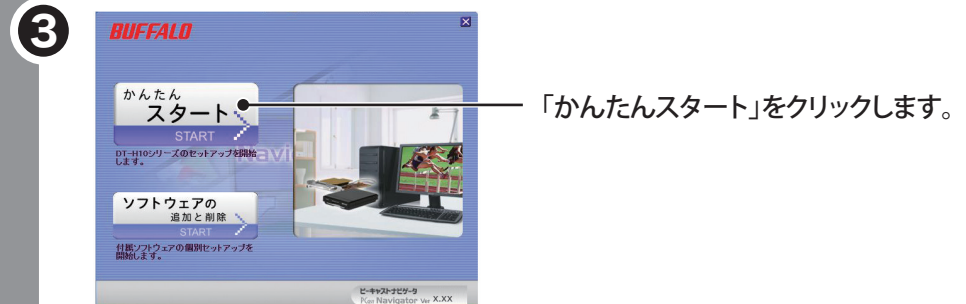 3
BUFFALO
かんたん
スタート
START
DT-H10シリーズのセットアップを開始
します。
Navi
ソフトウェアの
追加と削除
START
付属ソフトウェアの個別セットアップを
開始します。
ピーキャストナビゲータ
Navigator Ver X.XX
「かんたんスタート」をクリックします。